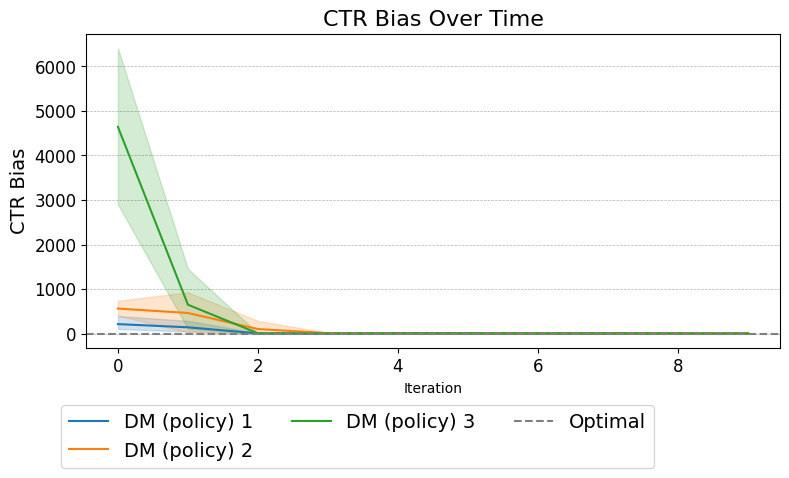 CTR Bias Over Time
CTR Bias
6000
5000
4000
3000
2000
1000
0
0 2 4 6 8
Iteration
DM (policy) 1 DM (policy) 3 Optimal
DM (policy) 2